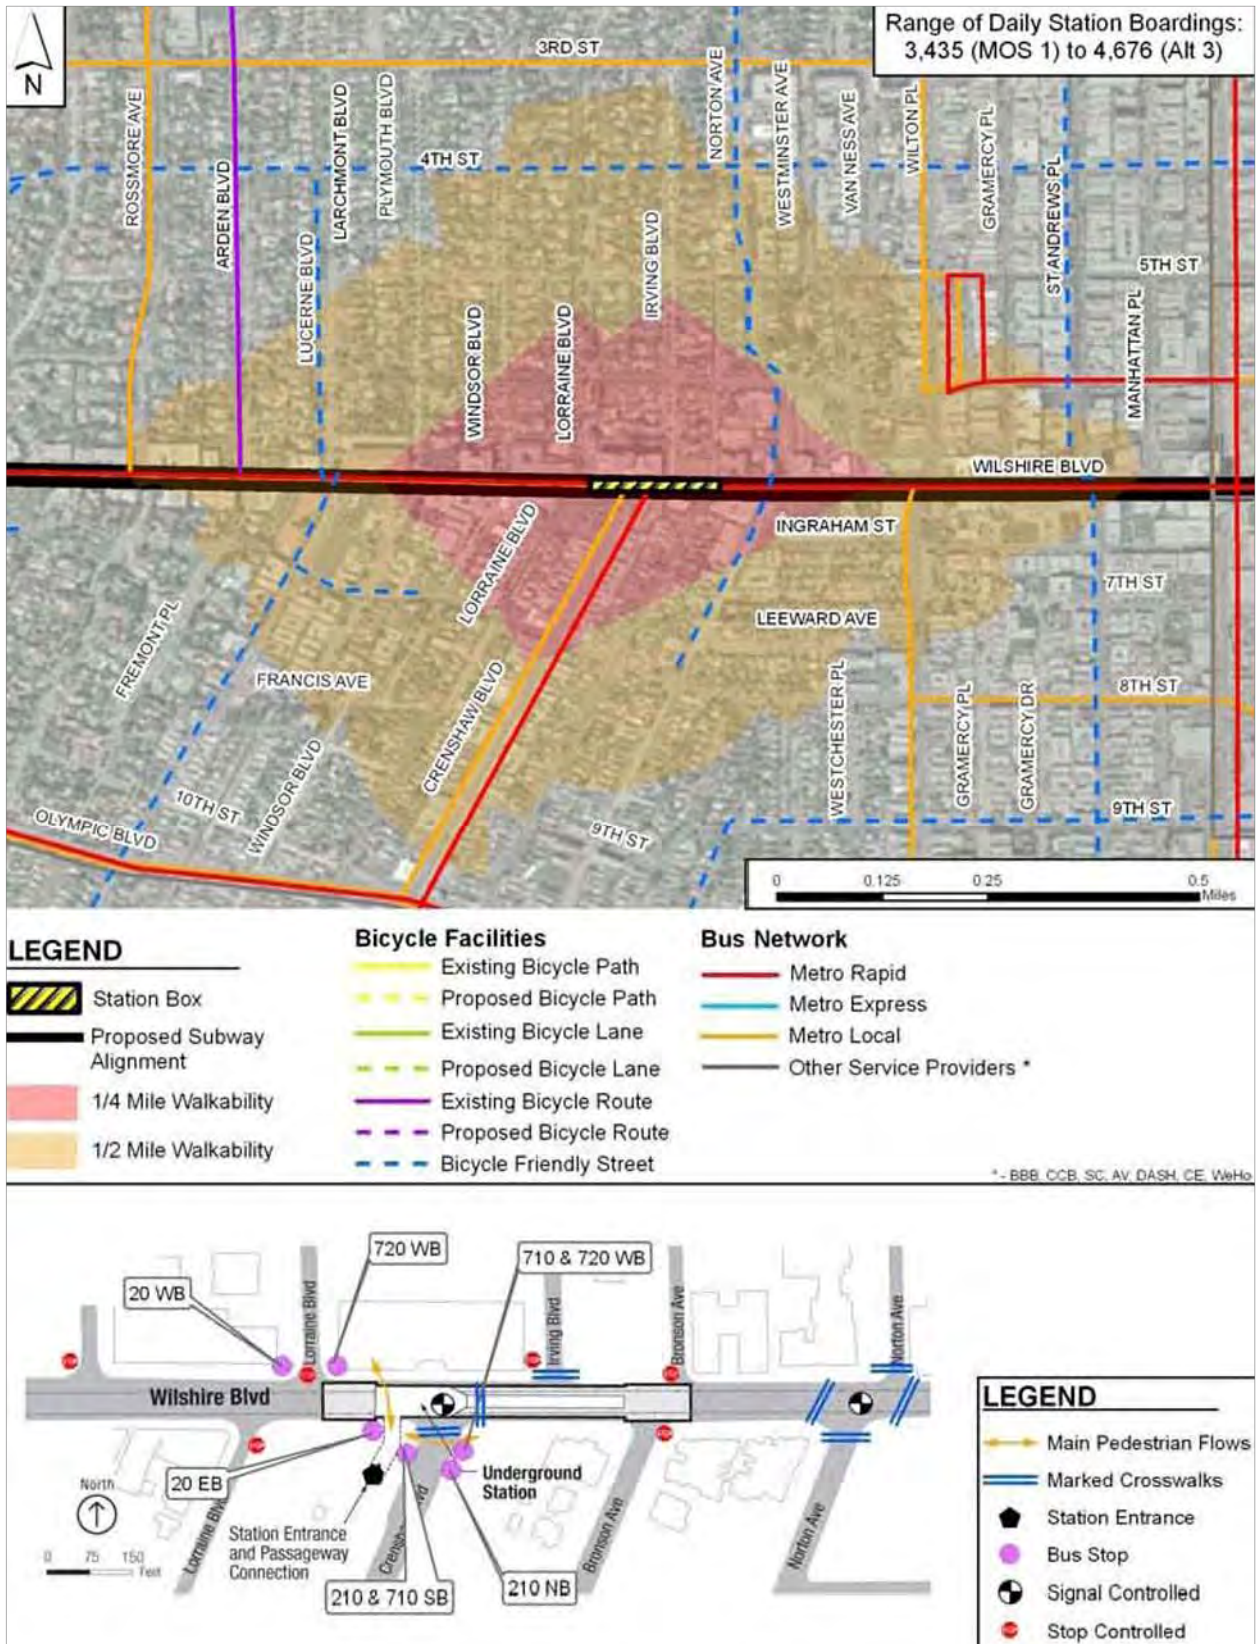 Range of Daily Station Boardings:
3,435 (MOS 1) to 4,676 (Alt 3)
N
3RD ST
ROSSMORE AVE
ARDEN BLVD
LARCHMONT BLVD
PLYMOUTH BLVD
4TH ST
NORTON AVE
WESTMINSTER AVE
VAN NESS AVE
WILTON PL
GRAMERCY PL
ST ANDREWS PL
5TH ST
LUCERNE BLVD
IRVING BLVD
WINDSOR BLVD
LORRAINE BLVD
MANHATTAN PL
WILSHIRE BLVD
INGRAHAM ST
LORRAINE BLVD
7TH ST
LEEWARD AVE
FREMONT PL
FRANCIS AVE
CRENSHAW BLVD
WESTCHESTER PL
GRAMERCY PL
GRAMERCY DR
8TH ST
WINDSOR BLVD
10TH ST
OLYMPIC BLVD
9TH ST
9TH ST
0 0.125 0.25 0.5
Miles
LEGEND
Station Box
Proposed Subway
Alignment
1/4 Mile Walkability
1/2 Mile Walkability
Bicycle Facilities
Existing Bicycle Path
Proposed Bicycle Path
Existing Bicycle Lane
Proposed Bicycle Lane
Existing Bicycle Route
Proposed Bicycle Route
Bicycle Friendly Street
Bus Network
Metro Rapid
Metro Express
Metro Local
Other Service Providers *
* - BBB, CCB, SC, AV, DASH, CE, WeHo
720 WB
710 & 720 WB
20 WB
Lorraine Blvd
Irving Blvd
Bronson Ave
Norton Ave
Wilshire Blvd
20 EB
North
0 75 150
Feet
Lorraine Blvd
Station Entrance
and Passageway
Connection
Underground
Station
210 & 710 SB
210 NB
Bronson Ave
Norton Ave
LEGEND
Main Pedestrian Flows
Marked Crosswalks
Station Entrance
Bus Stop
Signal Controlled
Stop Controlled